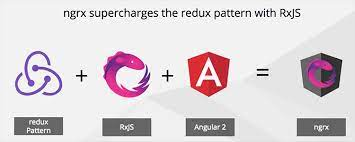 ngrx supercharges the redux pattern with RxJS
+ + =
redux
Pattern
RxJS
Angular 2
ngrx